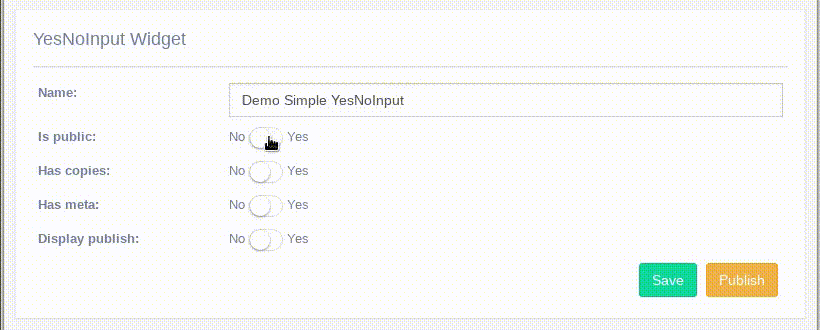 YesNoInput Widget
Name: Demo Simple YesNoInput
Is public: No Yes
Has copies: No Yes
Has meta: No Yes
Display publish: No Yes
Save Publish